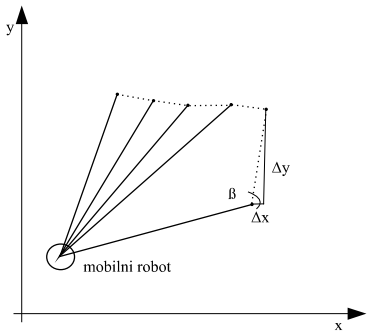 y
ß
Δy
Δx
mobilni robot
x